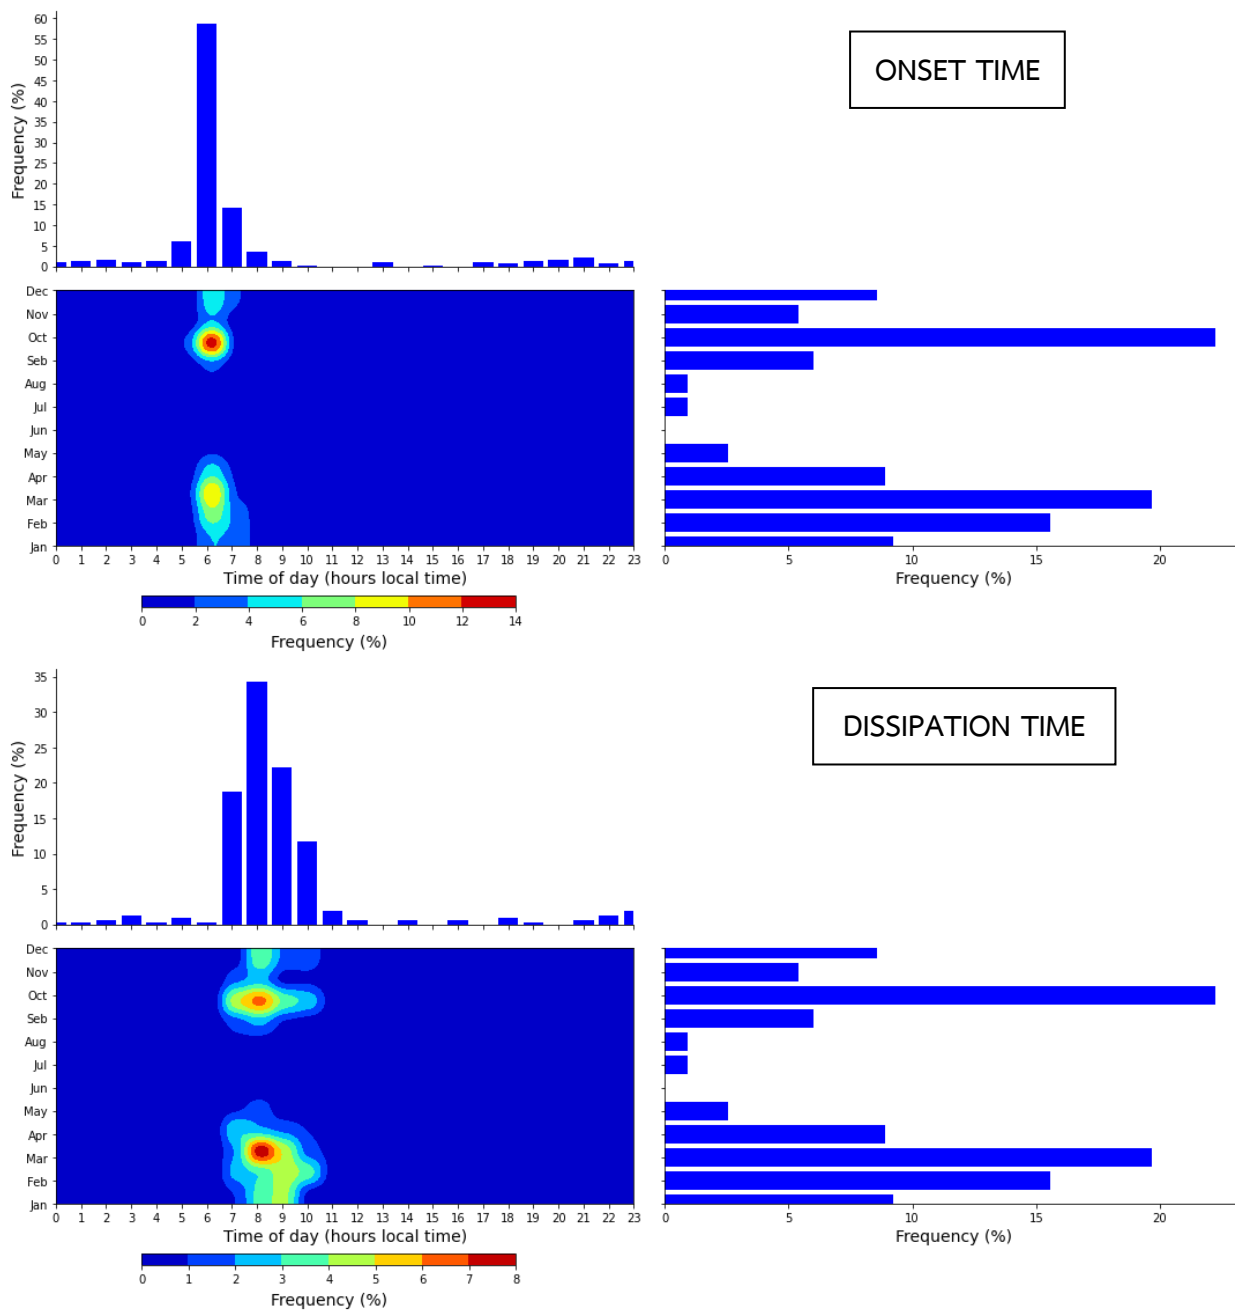 ONSET TIME
Frequency (%)
60
55
50
45
40
35
30
25
20
15
10
5
0
Dec
Nov
Oct
Seb
Aug
Jul
Jun
May
Apr
Mar
Feb
Jan
0 1 2 3 4 5 6 7 8 9 10 11 12 13 14 15 16 17 18 19 20 21 22 23
Time of day (hours local time)
0 5 10 15 20
Frequency (%)
0 2 4 6 8 10 12 14
Frequency (%)
DISSIPATION TIME
Frequency (%)
35
30
25
20
15
10
5
0
Dec
Nov
Oct
Seb
Aug
Jul
Jun
May
Apr
Mar
Feb
Jan
0 1 2 3 4 5 6 7 8 9 10 11 12 13 14 15 16 17 18 19 20 21 22 23
Time of day (hours local time)
0 5 10 15 20
Frequency (%)
0 1 2 3 4 5 6 7 8
Frequency (%)